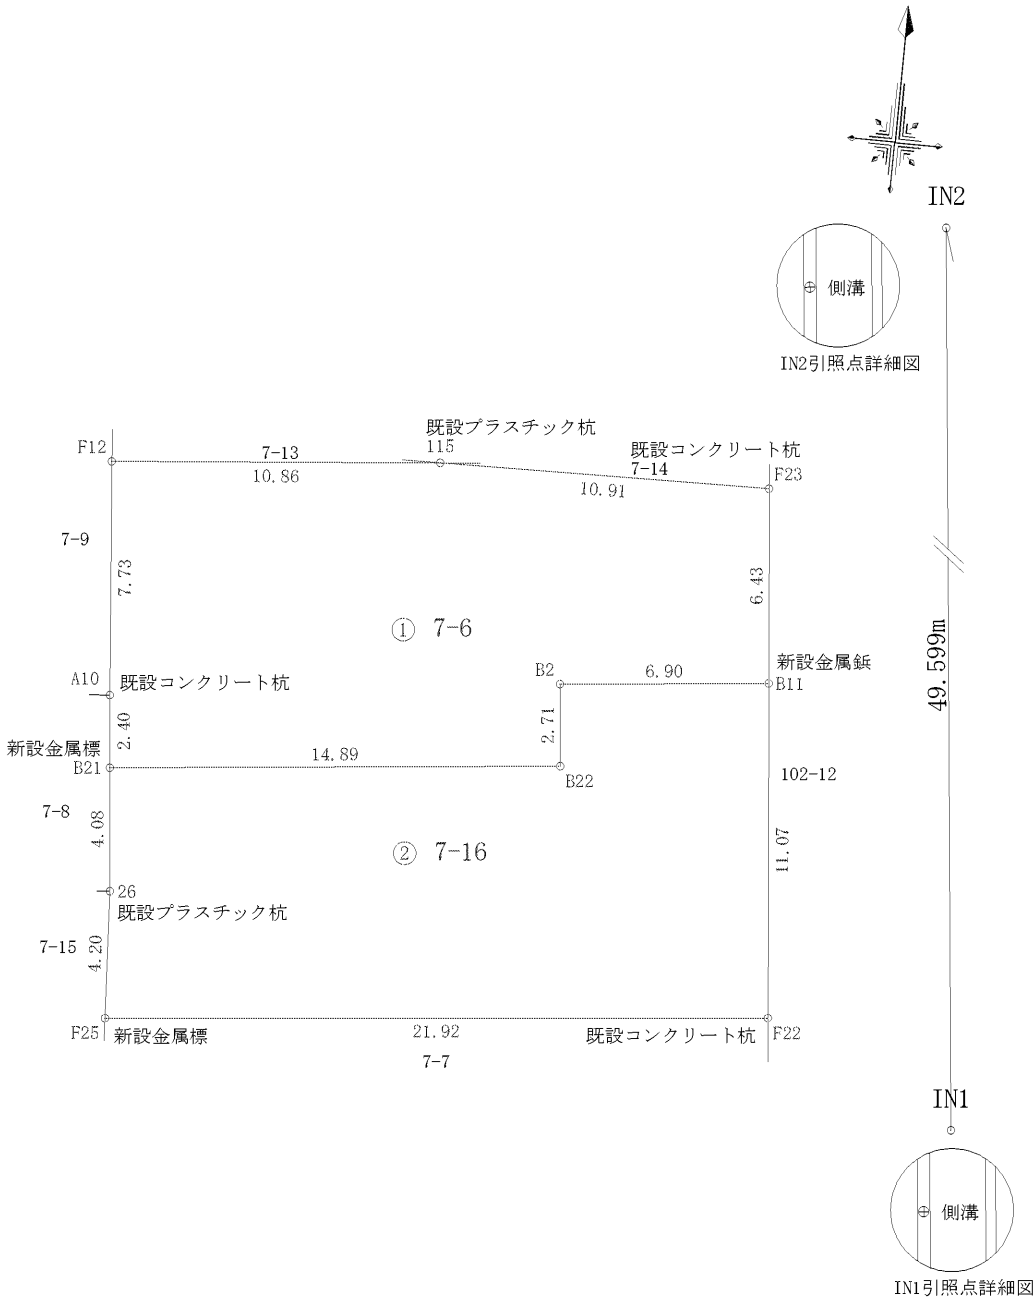 IN2
側溝
IN2引照点詳細図
既設プラスチック杭
F12
7-13
115
既設コンクリート杭
10.86
7-14
F23
10.91
7-9
7.73
6.43
① 7-6
49.599m
A10
既設コンクリート杭
B2
6.90
新設金属鋲
B11
2.40
2.71
新設金属標
B21
14.89
B22
102-12
7-8
4.08
② 7-16
11.07
26
既設プラスチック杭
7-15
4.20
F25
新設金属標
21.92
既設コンクリート杭
F22
7-7
IN1
側溝
IN1引照点詳細図